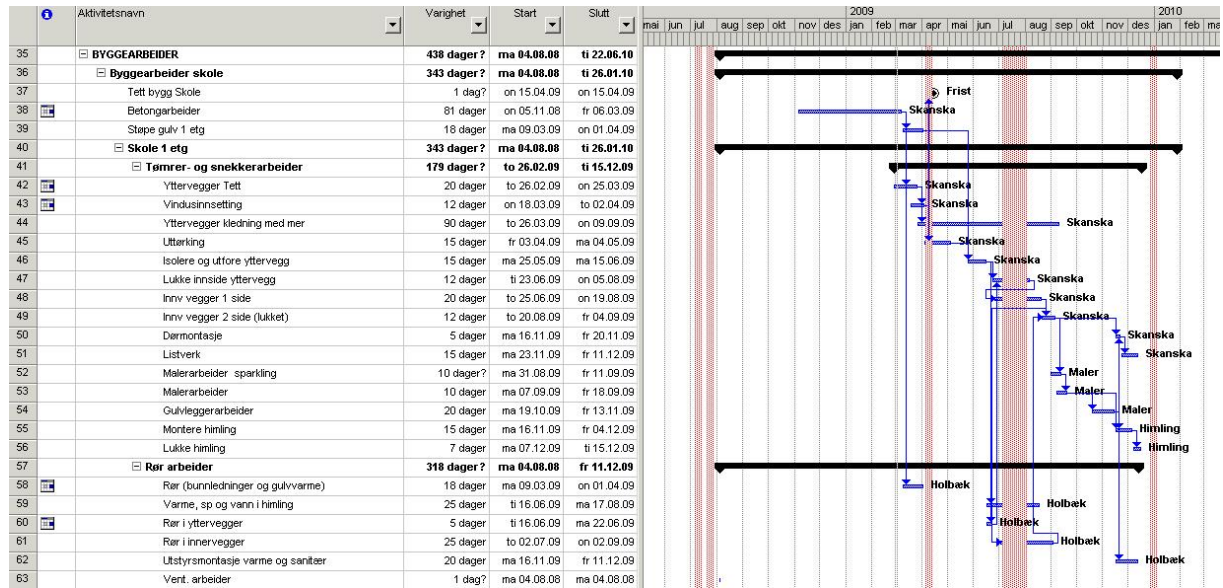 Aktivitetsnavn Varighet Start Slutt 2009 2010
mai jun jul aug sep okt nov des jan feb mar apr mai jun jul aug sep okt nov des jan feb ma
35 BYGGEARBEIDER 438 dager? ma 04.08.08 ti 22.06.10
36 Byggearbeider skole 343 dager? ma 04.08.08 ti 26.01.10
37 Tett bygg Skole 1 dag? on 15.04.09 on 15.04.09 Frist
38 Betongarbeider 81 dager on 05.11.08 fr 06.03.09 Skanska
39 Støpe gulv 1 etg 18 dager ma 09.03.09 on 01.04.09
40 Skole 1 etg 343 dager? ma 04.08.08 ti 26.01.10
41 Tømrer- og snekkerarbeider 179 dager? to 26.02.09 ti 15.12.09
42 Yttervegger Tett 20 dager to 26.02.09 on 25.03.09 Skanska
43 Vindusinnsetting 12 dager on 18.03.09 to 02.04.09 Skanska
44 Yttervegger kledning med mer 90 dager to 26.03.09 on 09.09.09 Skanska
45 Uttørking 15 dager fr 03.04.09 ma 04.05.09 Skanska
46 Isolere og utfore yttervegg 15 dager ma 25.05.09 ma 15.06.09 Skanska
47 Lukke innside yttervegg 12 dager ti 23.06.09 on 05.08.09 Skanska
48 Innv vegger 1 side 20 dager to 25.06.09 on 19.08.09 Skanska
49 Innv vegger 2 side (lukket) 12 dager to 20.08.09 fr 04.09.09 Skanska
50 Dørmontasje 5 dager ma 16.11.09 fr 20.11.09 Skanska
51 Listverk 15 dager ma 23.11.09 fr 11.12.09 Skanska
52 Malerarbeider sparkling 10 dager? ma 31.08.09 fr 11.09.09 Maler
53 Malerarbeider 10 dager ma 07.09.09 fr 18.09.09 Maler
54 Gulvleggerarbeider 20 dager ma 19.10.09 fr 13.11.09 Maler
55 Montere himling 15 dager ma 16.11.09 fr 04.12.09 Himling
56 Lukke himling 7 dager ma 07.12.09 ti 15.12.09 Himling
57 Rør arbeider 318 dager? ma 04.08.08 fr 11.12.09
58 Rør (bunnledninger og gulvvarme) 18 dager ma 09.03.09 on 01.04.09 Holbæk
59 Varme, sp og vann i himling 25 dager ti 16.06.09 ma 17.08.09 Holbæk
60 Rør i yttervegger 5 dager ti 16.06.09 ma 22.06.09 Holbæk
61 Rør i innervegger 25 dager to 02.07.09 on 02.09.09 Holbæk
62 Utstyrsmontasje varme og sanitær 20 dager ma 16.11.09 fr 11.12.09 Holbæk
63 Vent. arbeider 1 dag? ma 04.08.08 ma 04.08.08